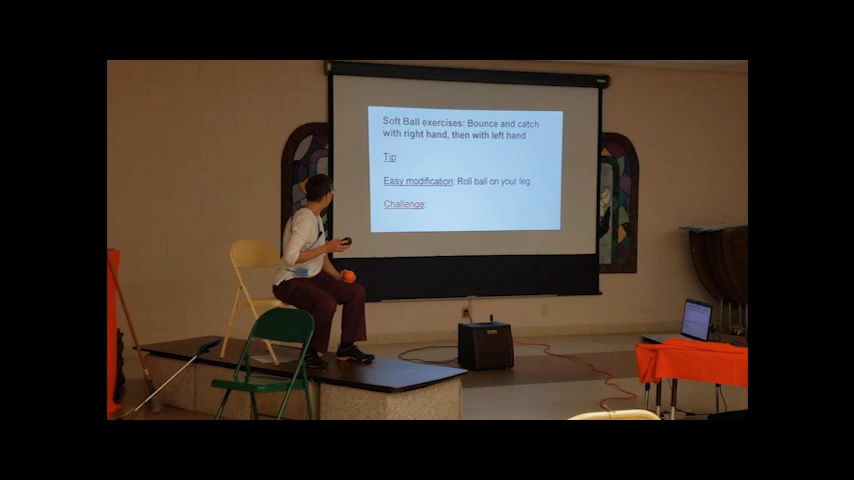 Soft Ball exercises: Bounce and catch
with right hand, then with left hand
Tip:
Easy modification: Roll ball on your leg
Challenge: